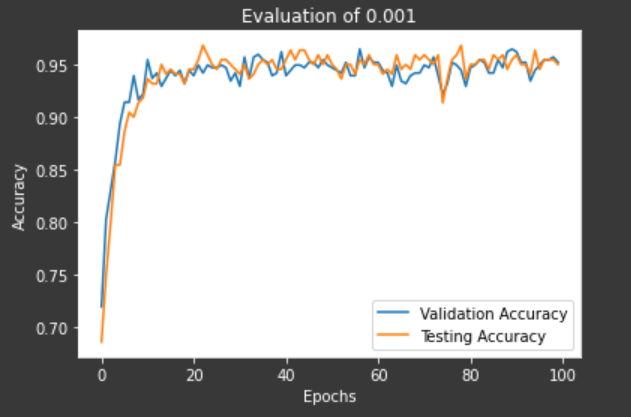 Evaluation of 0.001
0.95
0.90
0.85
0.80
0.75
0.70
Accuracy
0 20 40 60 80 100
Epochs
Validation Accuracy
Testing Accuracy